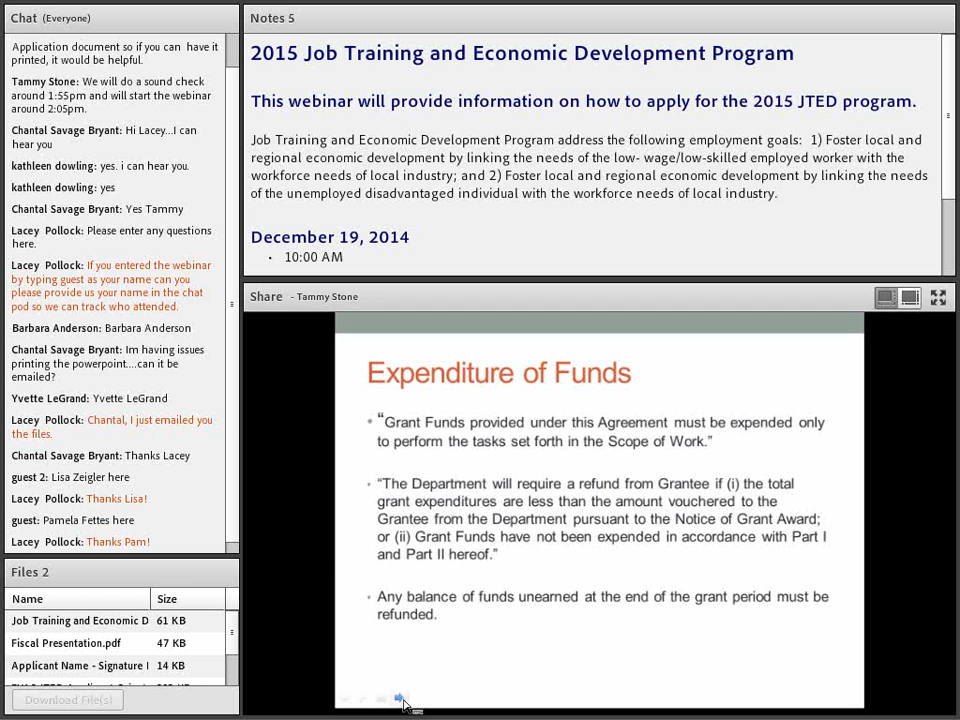 Chat (Everyone)
Application document so if you can have it
printed, it would be helpful.
Tammy Stone: We will do a sound check
around 1:55pm and will start the webinar
around 2:05pm.
Chantal Savage Bryant: Hi Lacey...I can
hear you
kathleen dowling: yes. i can hear you.
kathleen dowling: yes
Chantal Savage Bryant: Yes Tammy
Lacey Pollock: Please enter any questions
here.
Lacey Pollock: If you entered the webinar
by typing guest as your name can you
please provide us your name in the chat
pod so we can track who attended.
Barbara Anderson: Barbara Anderson
Chantal Savage Bryant: Im having issues
printing the powerpoint....can it be
emailed?
Yvette LeGrand: Yvette LeGrand
Lacey Pollock: Chantal, I just emailed you
the files.
Chantal Savage Bryant: Thanks Lacey
guest 2: Lisa Zeigler here
Lacey Pollock: Thanks Lisa!
guest: Pamela Fettes here
Lacey Pollock: Thanks Pam!
Files 2
Name Size
Job Training and Economic D 61 KB
Fiscal Presentation.pdf 47 KB
Applicant Name - Signature 14 KB
Download File(s)
Notes 5
2015 Job Training and Economic Development Program
This webinar will provide information on how to apply for the 2015 JTED program.
Job Training and Economic Development Program address the following employment goals: 1) Foster local and
regional economic development by linking the needs of the low- wage/low-skilled employed worker with the
workforce needs of local industry; and 2) Foster local and regional economic development by linking the needs
of the unemployed disadvantaged individual with the workforce needs of local industry.
December 19, 2014
• 10:00 AM
Share - Tammy Stone
Expenditure of Funds
• “Grant Funds provided under this Agreement must be expended only
to perform the tasks set forth in the Scope of Work.”
• “The Department will require a refund from Grantee if (i) the total
grant expenditures are less than the amount vouchered to the
Grantee from the Department pursuant to the Notice of Grant Award;
or (ii) Grant Funds have not been expended in accordance with Part I
and Part II hereof.”
• Any balance of funds unearned at the end of the grant period must be
refunded.